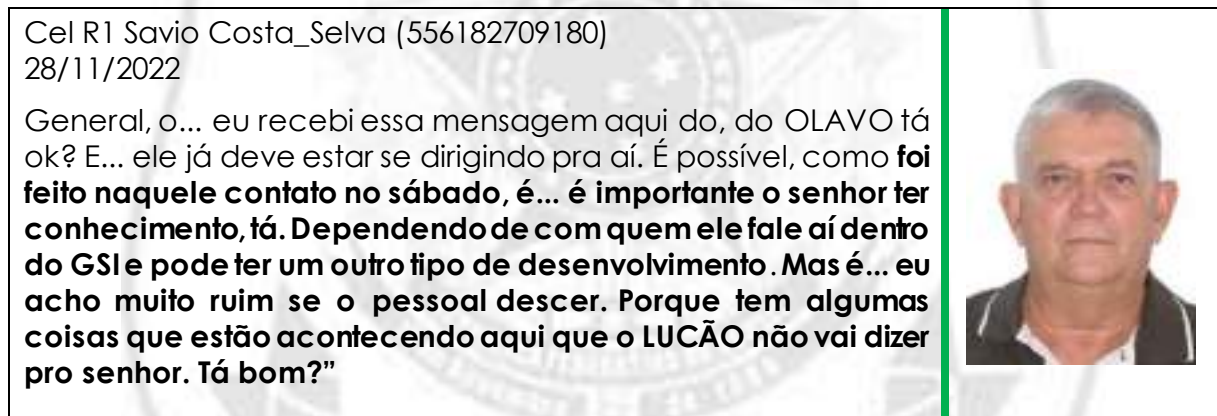 Cel R1 Savio Costa_Selva (556182709180)
28/11/2022
General, o... eu recebi essa mensagem aqui do, do OLAVO tá
ok? E... ele já deve estar se dirigindo pra aí. É possível, como foi
feito naquele contato no sábado, é... é importante o senhor ter
conhecimento, tá. Dependendo de com quem ele fale aí dentro
do GSI e pode ter um outro tipo de desenvolvimento. Mas é... eu
acho muito ruim se o pessoal descer. Porque tem algumas
coisas que estão acontecendo aqui que o LUCÃO não vai dizer
pro senhor. Tá bom?”